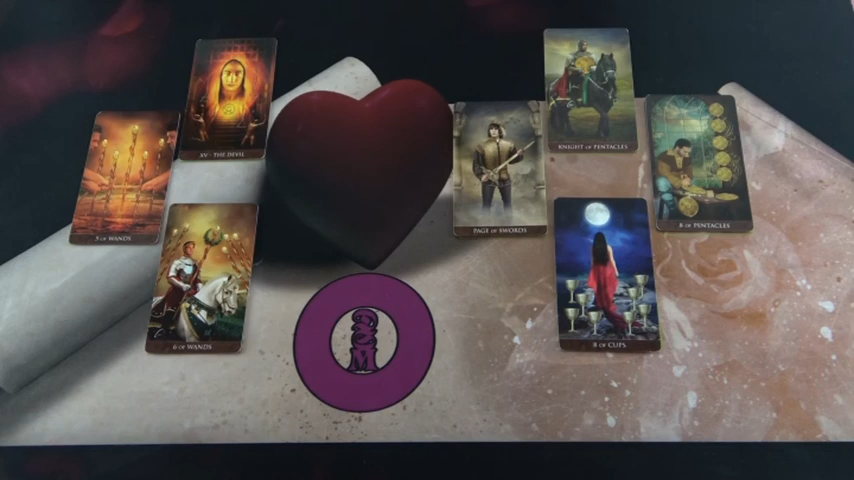 XV - THE DEVIL
5 OF WANDS
6 OF WANDS
KNIGHT OF PENTACLES
PAGE OF SWORDS
8 OF PENTACLES
8 OF CUPS